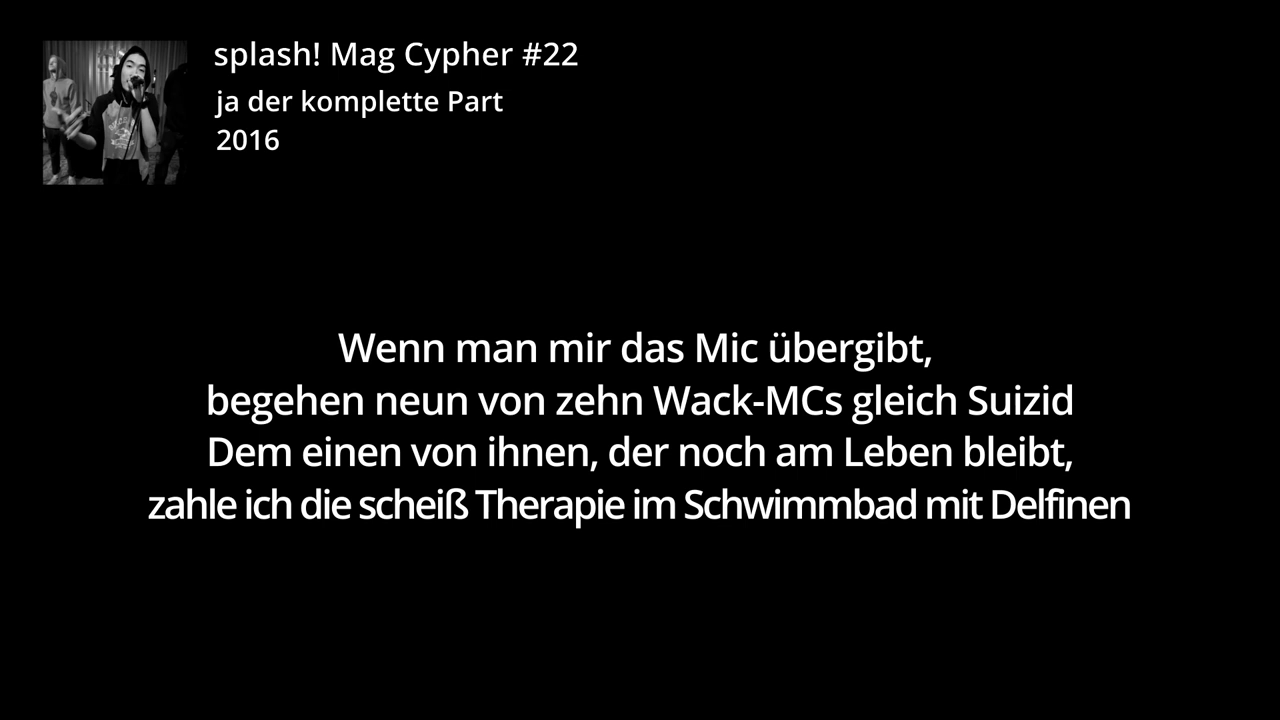 splash! Mag Cypher #22
ja der komplette Part
2016
Wenn man mir das Mic übergibt,
begehen neun von zehn Wack-MCs gleich Suizid
Dem einen von ihnen, der noch am Leben bleibt,
zahle ich die scheiß Therapie im Schwimmbad mit Delfinen